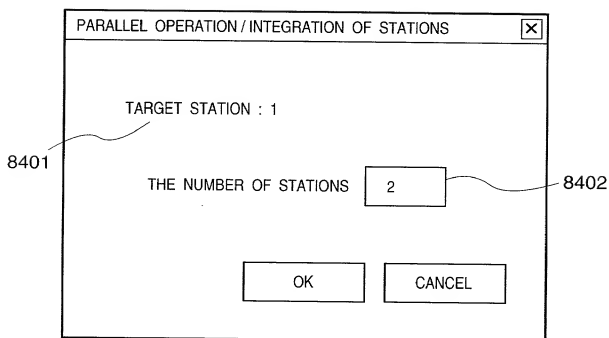 PARALLEL OPERATION / INTEGRATION OF STATIONS
TARGET STATION : 1
8401
THE NUMBER OF STATIONS 2
8402
OK CANCEL